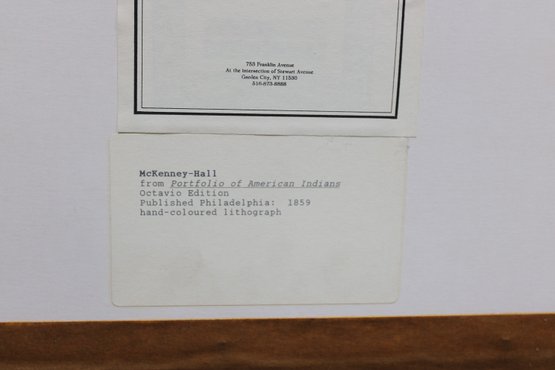 755 Franklin Avenue
At the Intersection of Stewart Avenue
Garden City, NY 11530
516-873-8888
McKenney-Hall
from Portfolio of American Indians
Octavio Edition
Published Philadelphia: 1859
hand-coloured lithograph